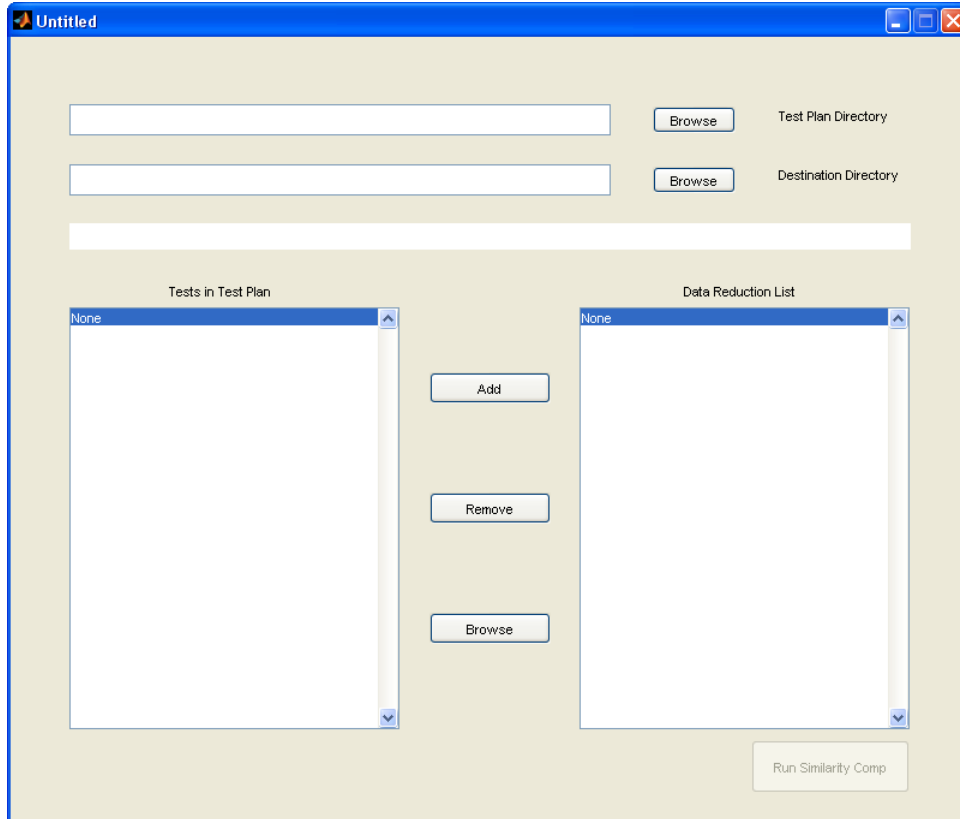 Untitled
Browse
Test Plan Directory
Browse
Destination Directory
Tests in Test Plan
Data Reduction List
None
None
Add
Remove
Browse
Run Similarity Comp